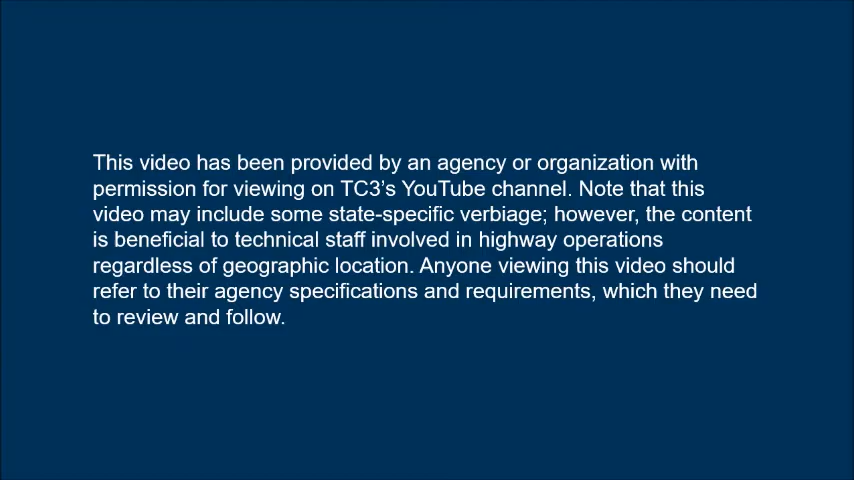 This video has been provided by an agency or organization with
permission for viewing on TC3’s YouTube channel. Note that this
video may include some state-specific verbiage; however, the content
is beneficial to technical staff involved in highway operations
regardless of geographic location. Anyone viewing this video should
refer to their agency specifications and requirements, which they need
to review and follow.